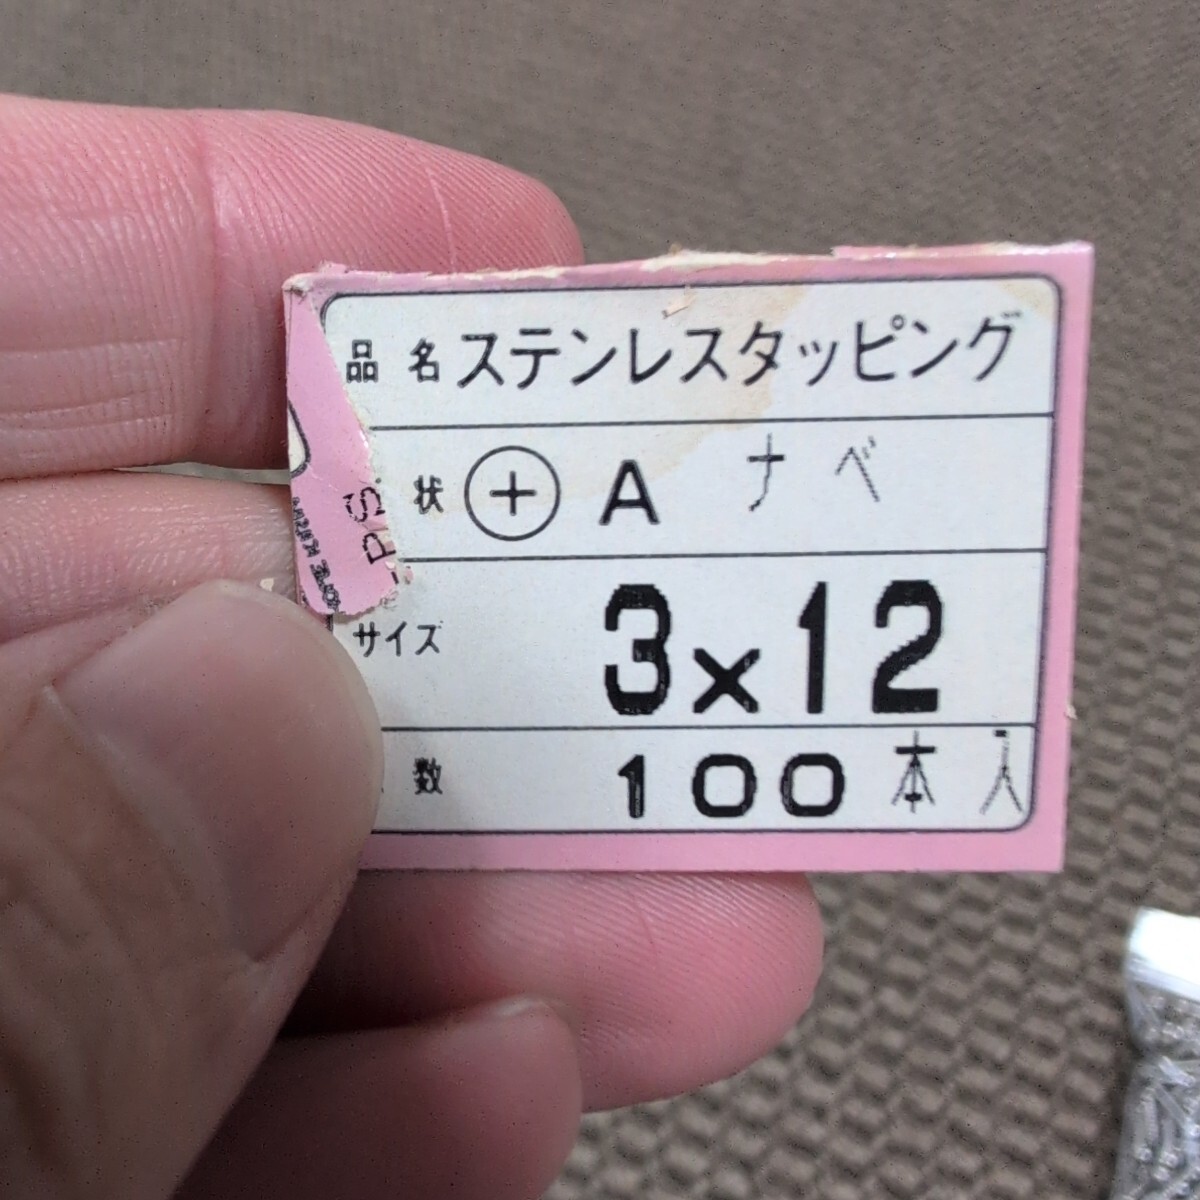 品 名 ステンレスタッピング
状 ⊕ A ナベ
サイズ 3×12
数 100本入
PS